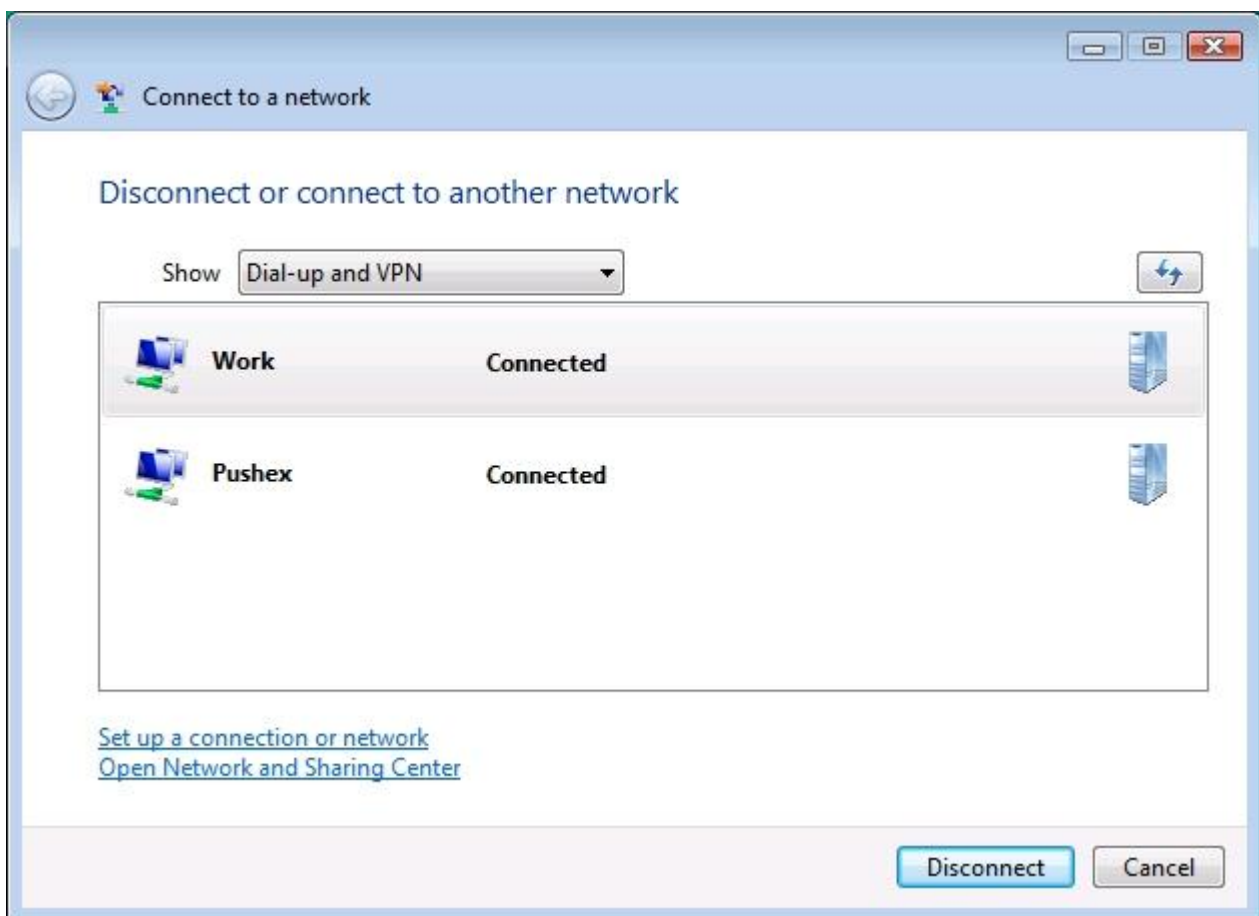 Connect to a network
Disconnect or connect to another network
Show Dial-up and VPN
Work Connected
Pushex Connected
Set up a connection or network
Open Network and Sharing Center
Disconnect Cancel